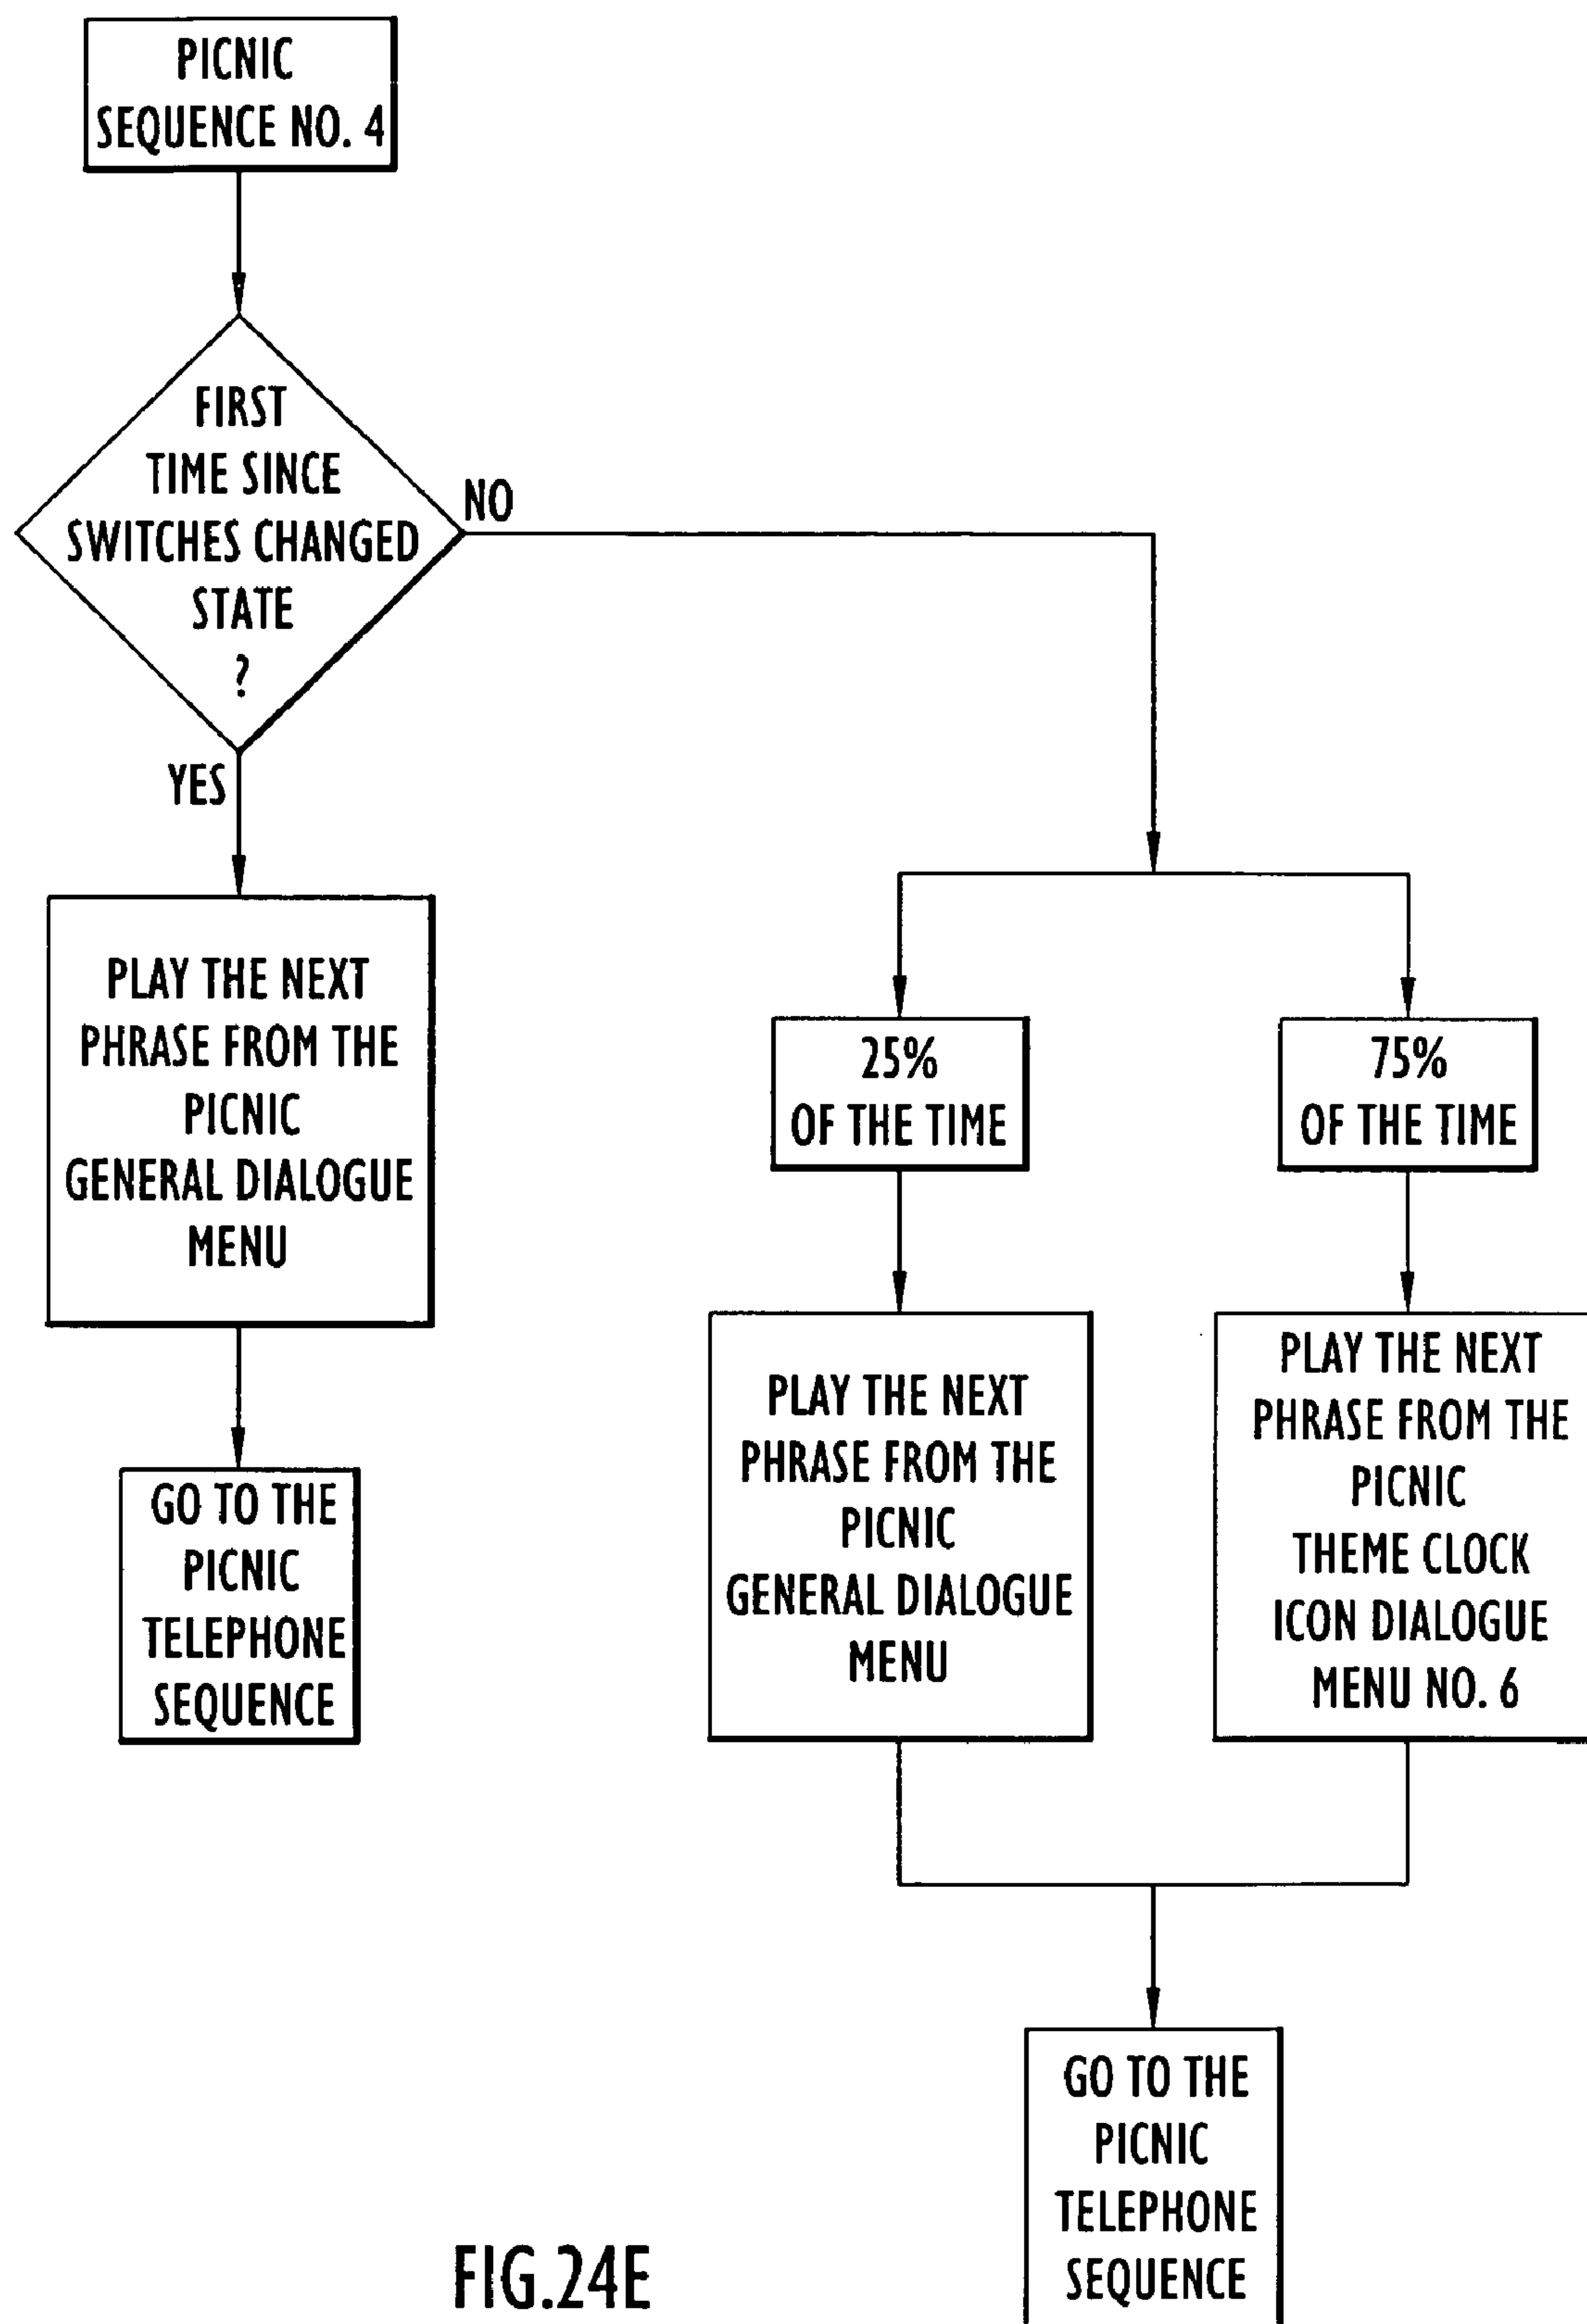 PICNIC
SEQUENCE NO. 4
FIRST
TIME SINCE
SWITCHES CHANGED
STATE
?
NO
YES
PLAY THE NEXT
PHRASE FROM THE
PICNIC
GENERAL DIALOGUE
MENU
GO TO THE
PICNIC
TELEPHONE
SEQUENCE
25%
OF THE TIME
75%
OF THE TIME
PLAY THE NEXT
PHRASE FROM THE
PICNIC
GENERAL DIALOGUE
MENU
PLAY THE NEXT
PHRASE FROM THE
PICNIC
THEME CLOCK
ICON DIALOGUE
MENU NO. 6
GO TO THE
PICNIC
TELEPHONE
SEQUENCE
FIG.24E